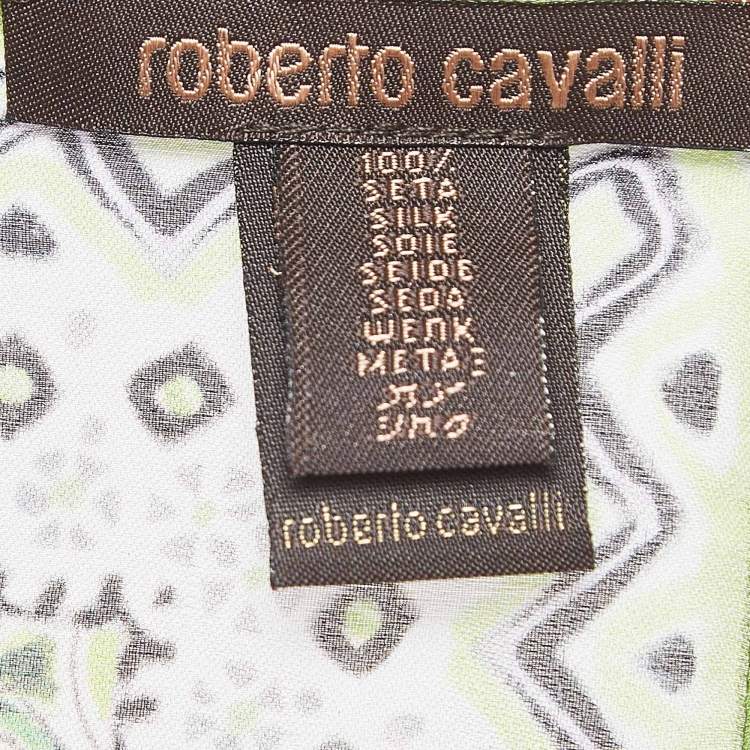 roberto cavalli
100%
SETA
SILK
SOIE
SEIDE
SEDA
ШЕЛК
ΜΕΤΑΞΙ
roberto cavalli